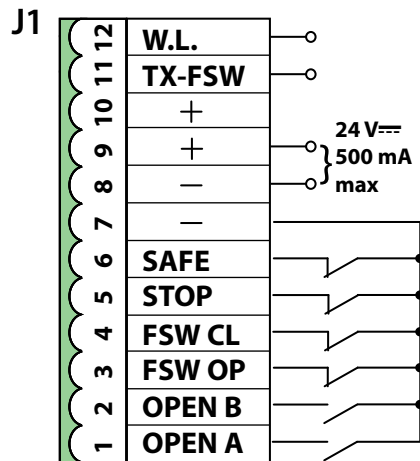 J1
12 W.L.
11 TX-FSW
10 +
9 +
8 −
7 −
6 SAFE
5 STOP
4 FSW CL
3 FSW OP
2 OPEN B
1 OPEN A
24 V⎓
500 mA
max